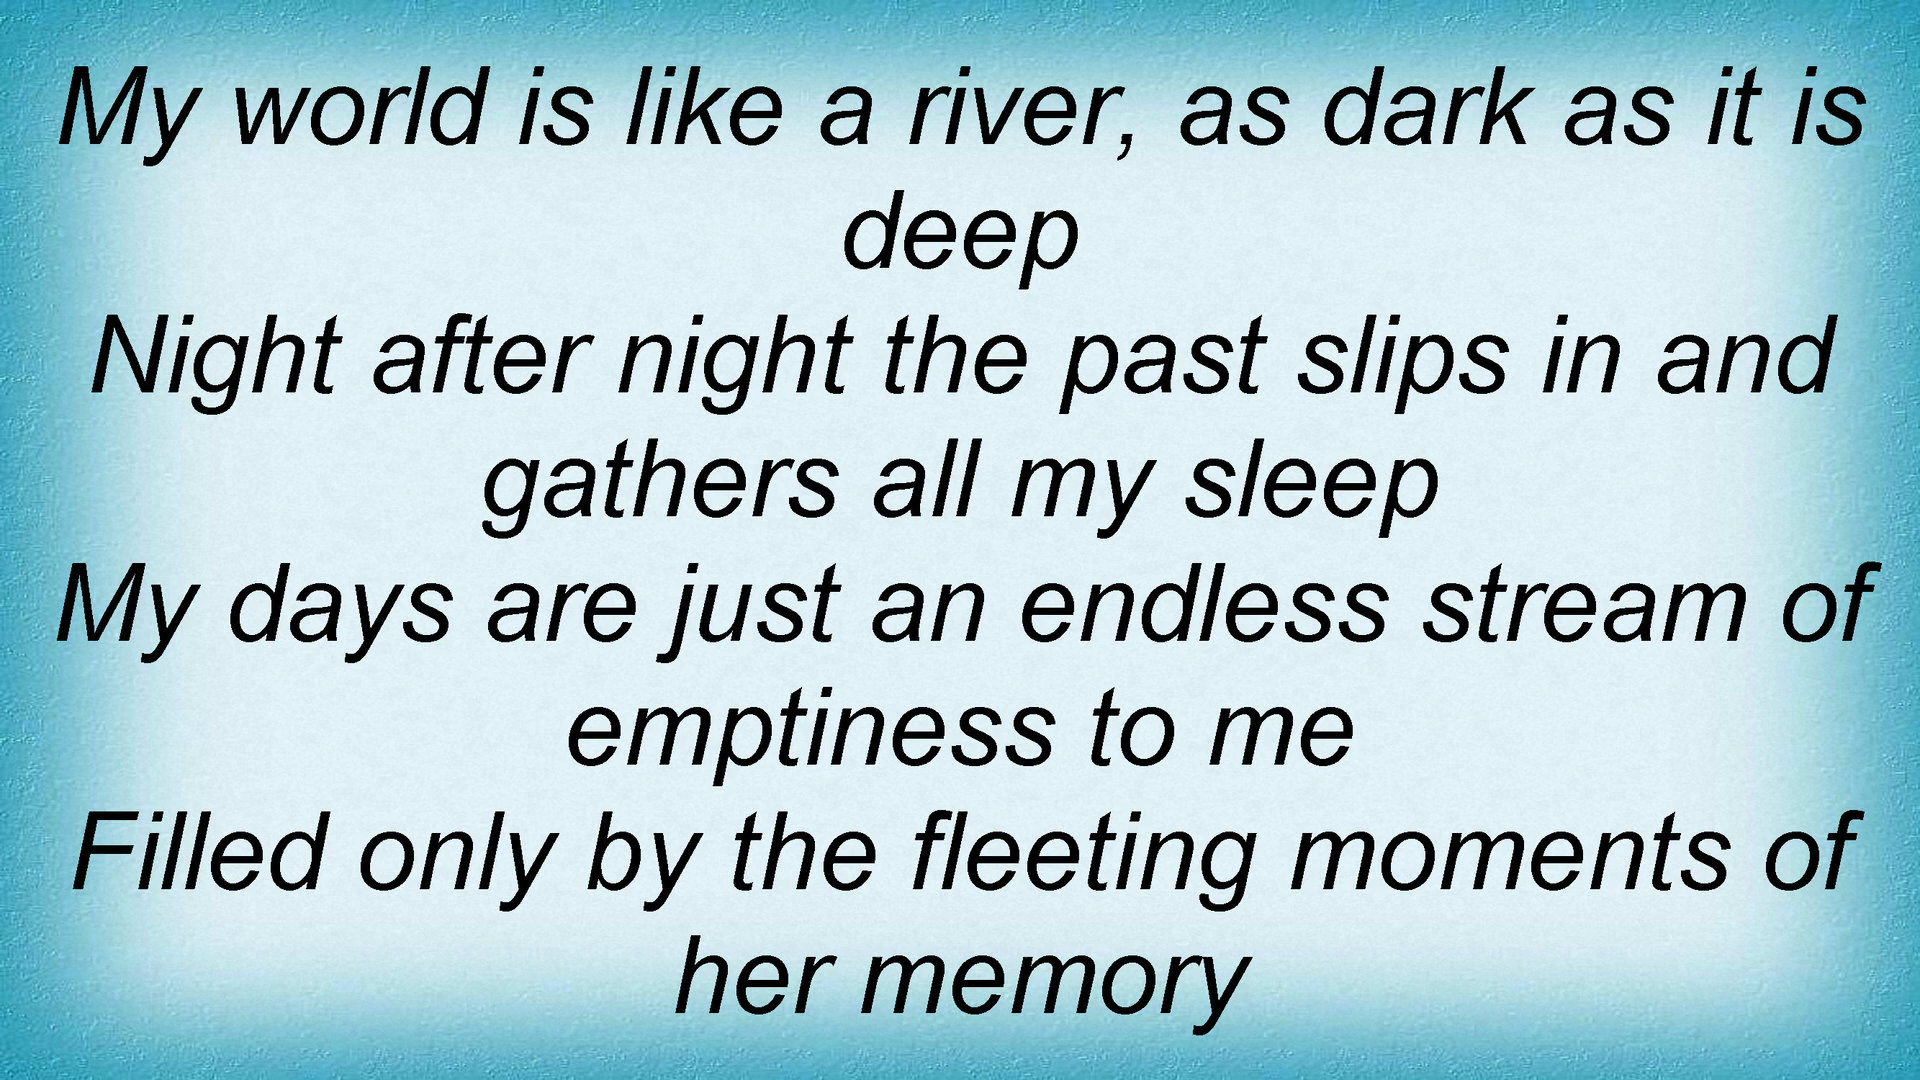 My world is like a river, as dark as it is
deep
Night after night the past slips in and
gathers all my sleep
My days are just an endless stream of
emptiness to me
Filled only by the fleeting moments of
her memory